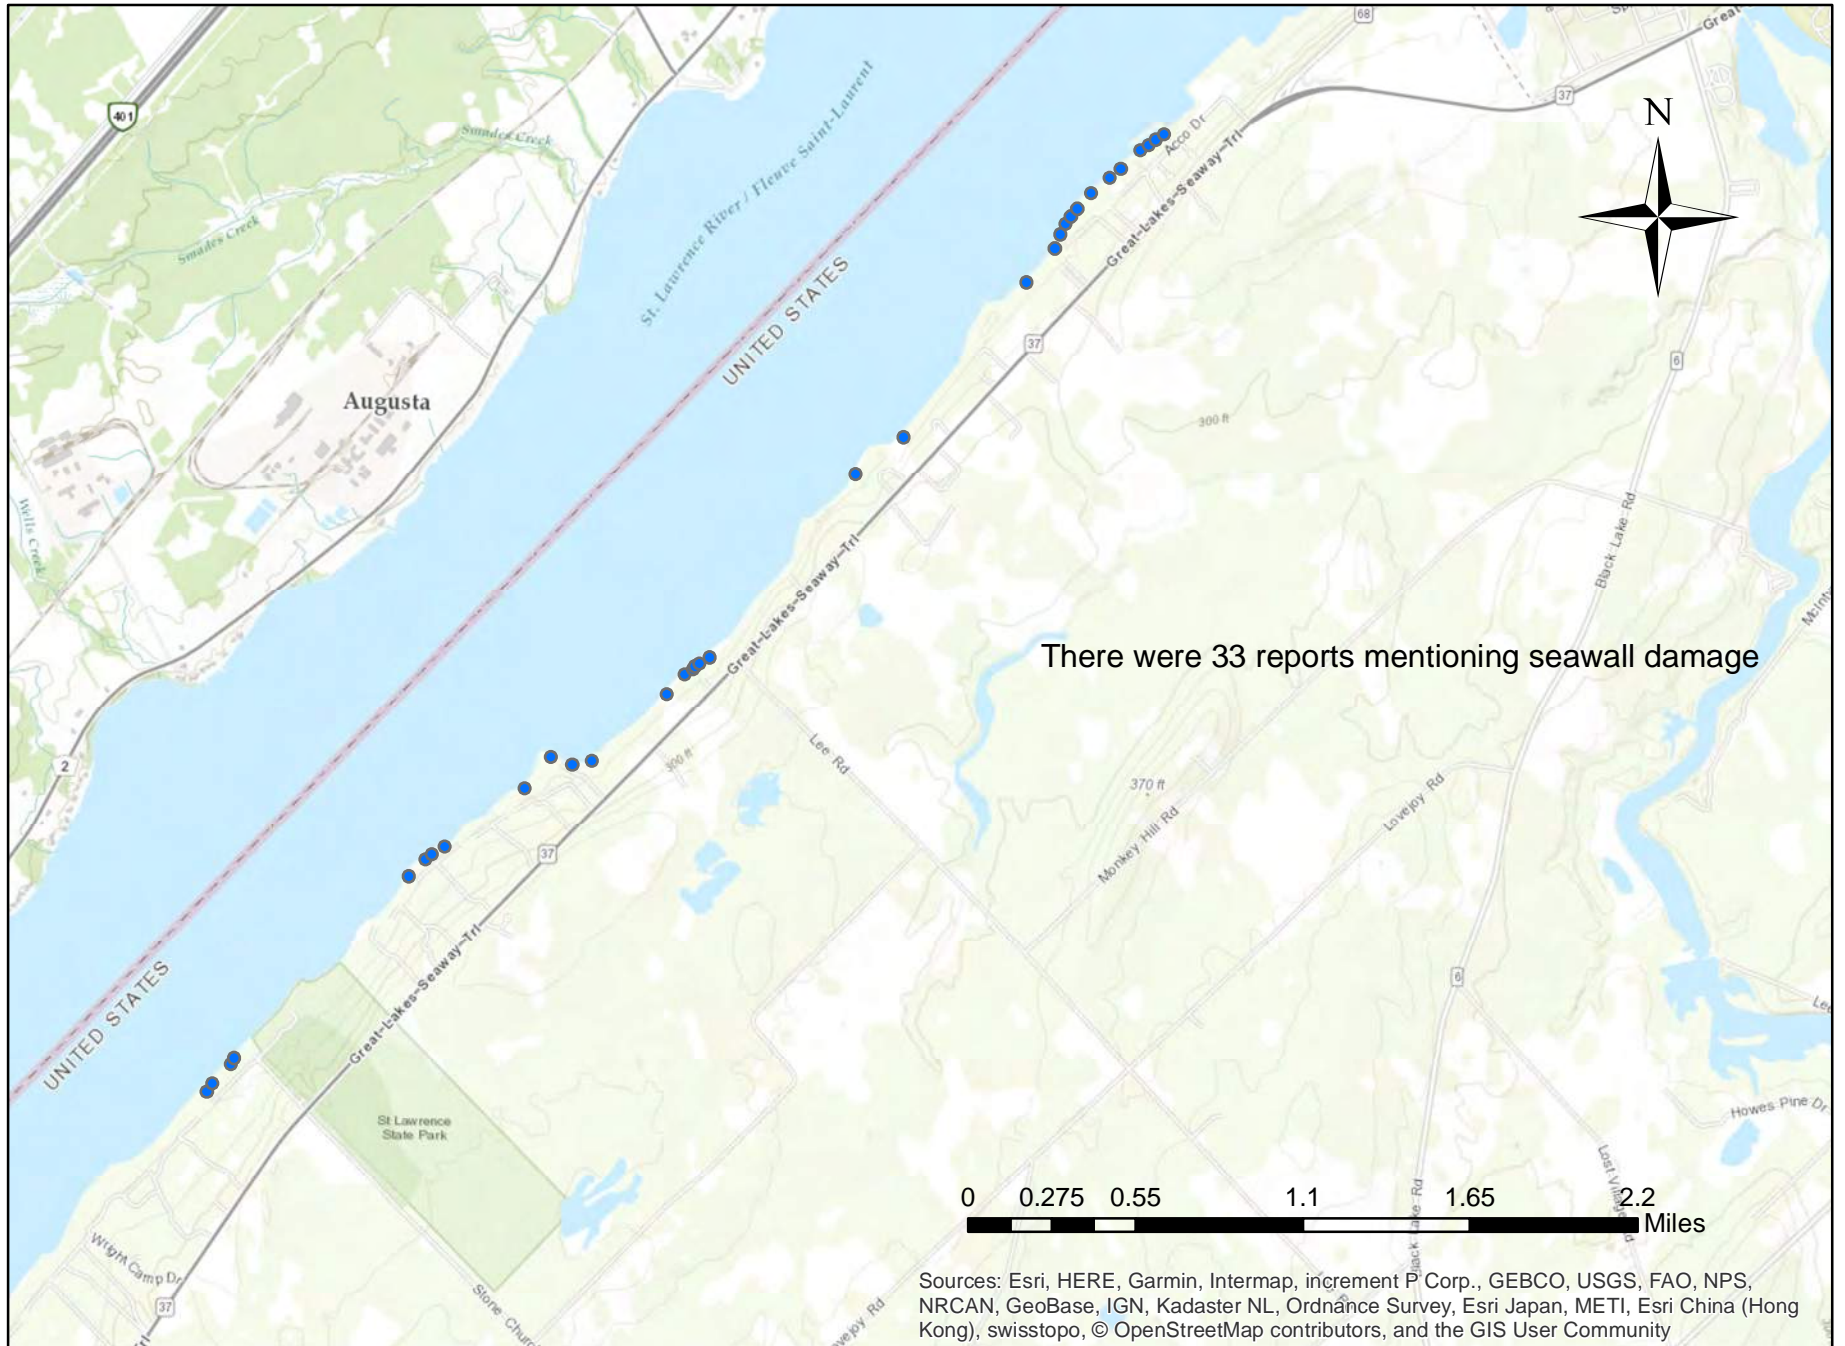 68
Great-
37
401
N
Smades Creek
Acco Dr
Great-Lakes-Seaway-Trl
St. Lawrence River / Fleuve Saint-Laurent
Smades Creek
UNITED STATES
37
6
Augusta
300 ft
Wells Creek
Black Lake Rd
Great-Lakes-Seaway-Trl
There were 33 reports mentioning seawall damage
2
300 ft
Lee Rd
370 ft
Monkey Hill Rd
Lovejoy Rd
37
Great-Lakes-Seaway-Trl
UNITED STATES
6
St Lawrence
State Park
Howes Pine Dr
Lost Village Rd
Black Lake Rd
0 0.275 0.55 1.1 1.65 2.2
Miles
Wright Camp Dr
37
Stone Church
Sources: Esri, HERE, Garmin, Intermap, increment P Corp., GEBCO, USGS, FAO, NPS,
NRCAN, GeoBase, IGN, Kadaster NL, Ordnance Survey, Esri Japan, METI, Esri China (Hong
Kong), swisstopo, © OpenStreetMap contributors, and the GIS User Community